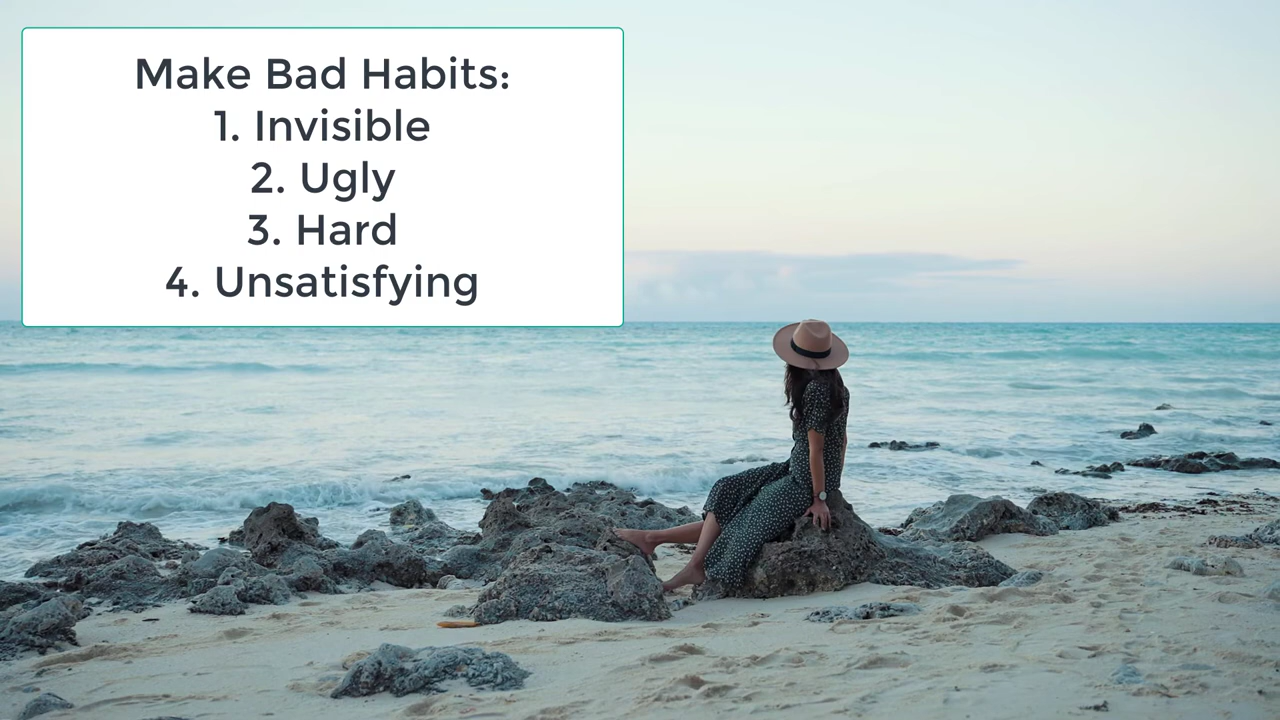 Make Bad Habits:
1. Invisible
2. Ugly
3. Hard
4. Unsatisfying